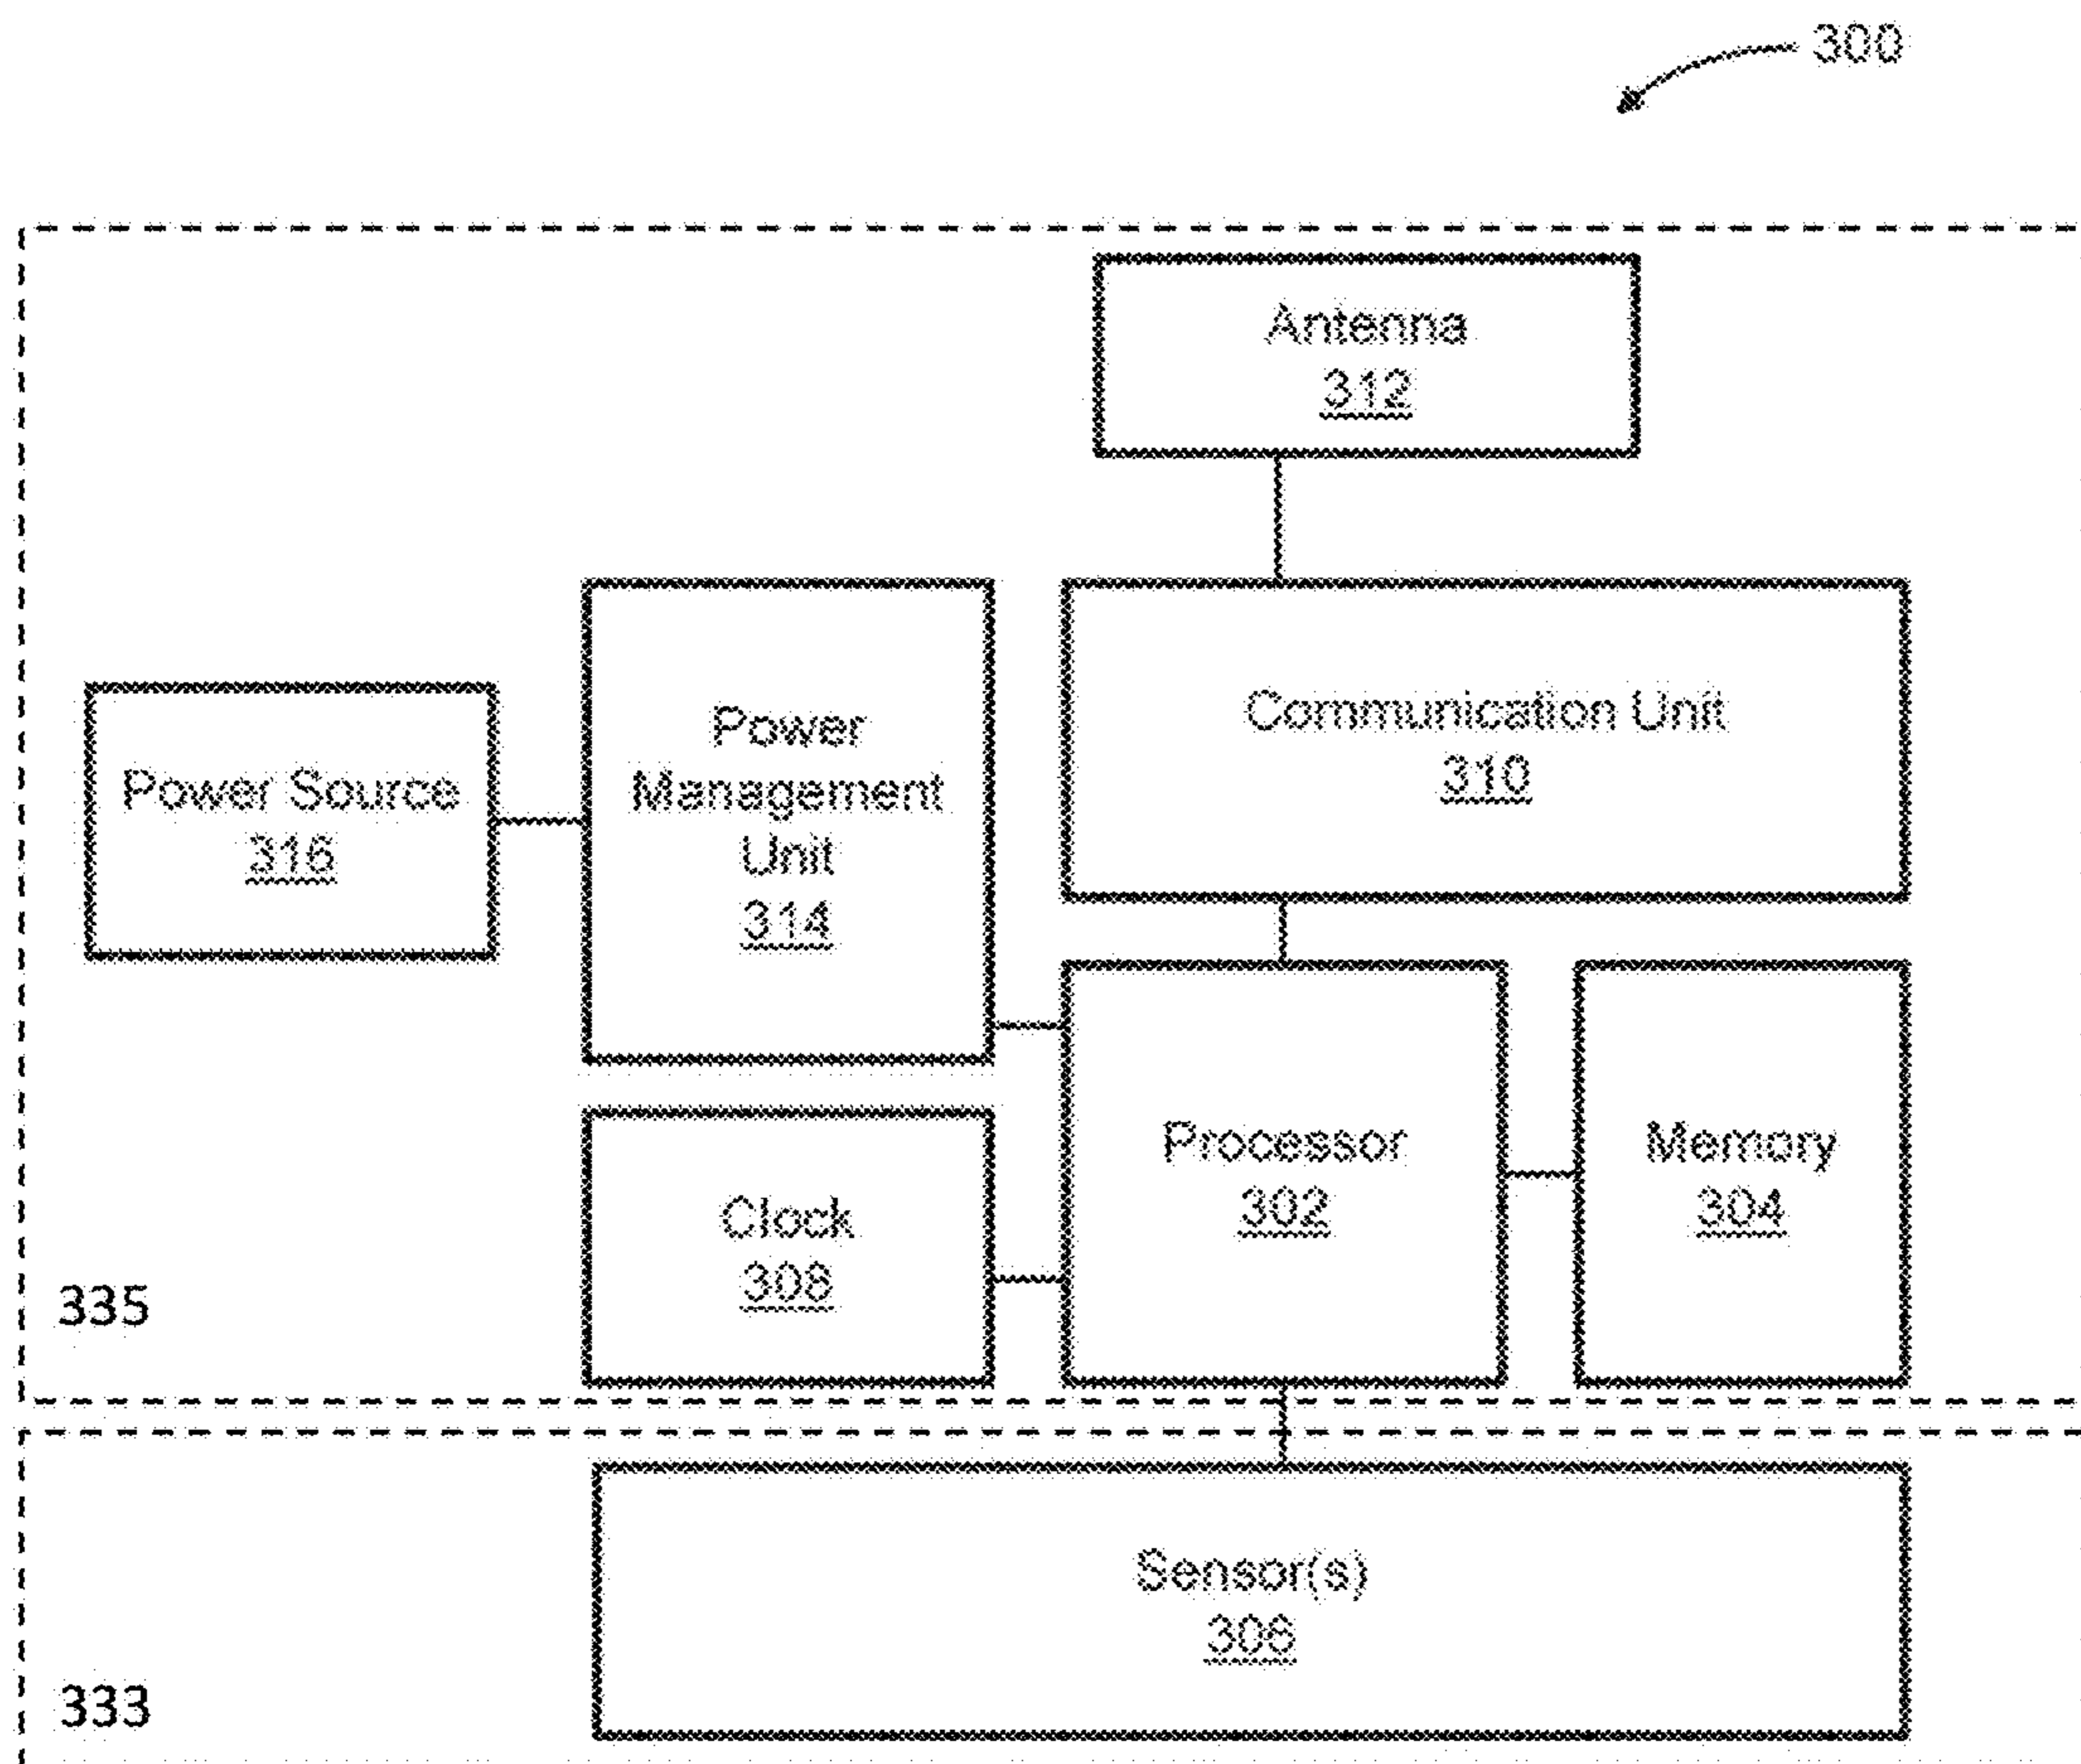 300
Antenna
312
Power
Management
Unit
314
Communication Unit
310
Power Source
316
Processor
302
Memory
304
Clock
308
335
Sensor(s)
306
333